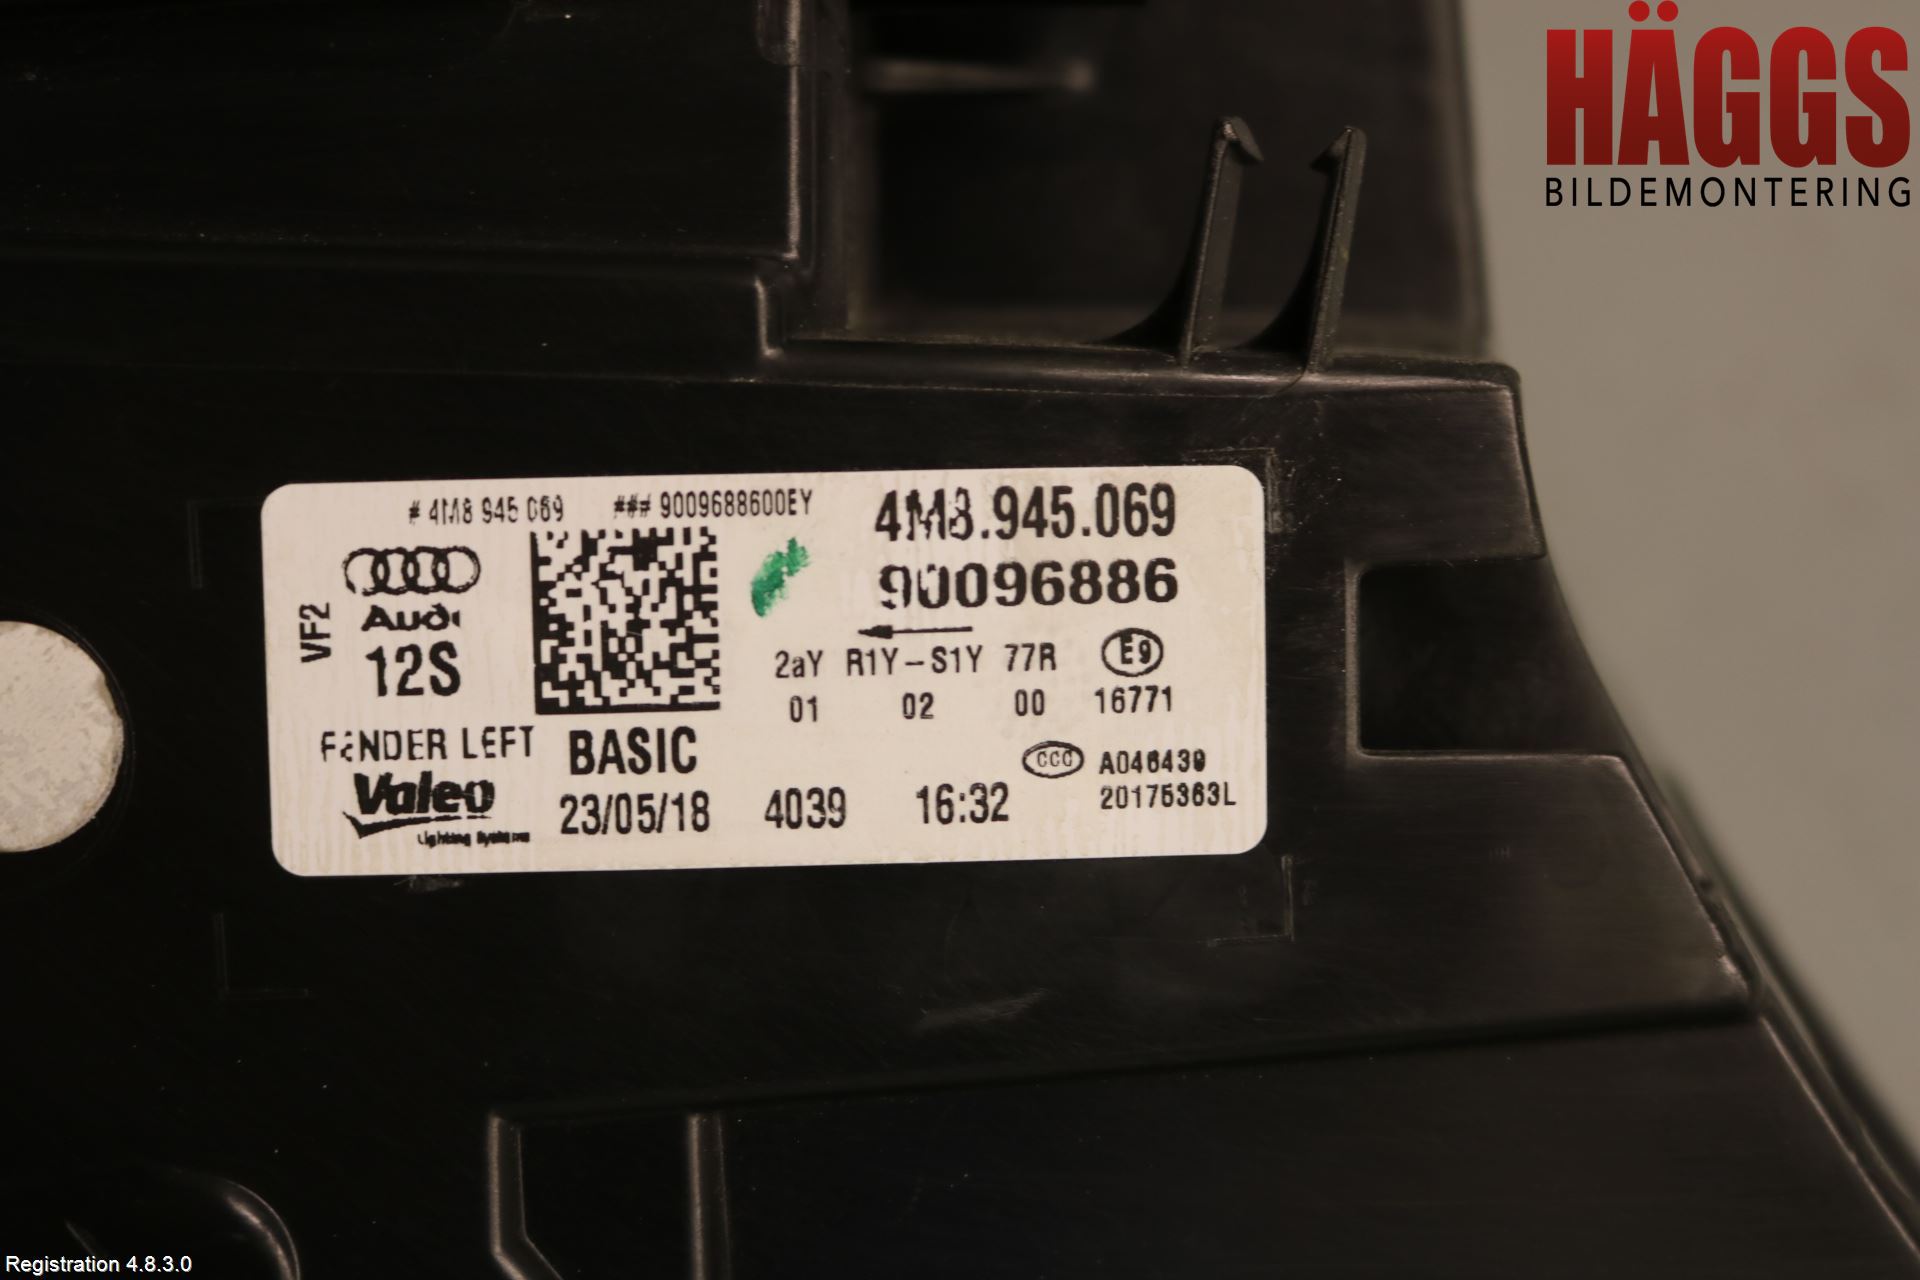 HÄGGS
BILDEMONTERING
# 4M8 945 069 ### 9009688600EY
4M8.945.069
90096886
VF2
Audi
12S
2aY R1Y-S1Y 77R E9
01 02 00 16771
FENDER LEFT BASIC
CCC A046439
20175363L
Valeo
Lighting Systems
23/05/18 4039 16:32
Registration 4.8.3.0